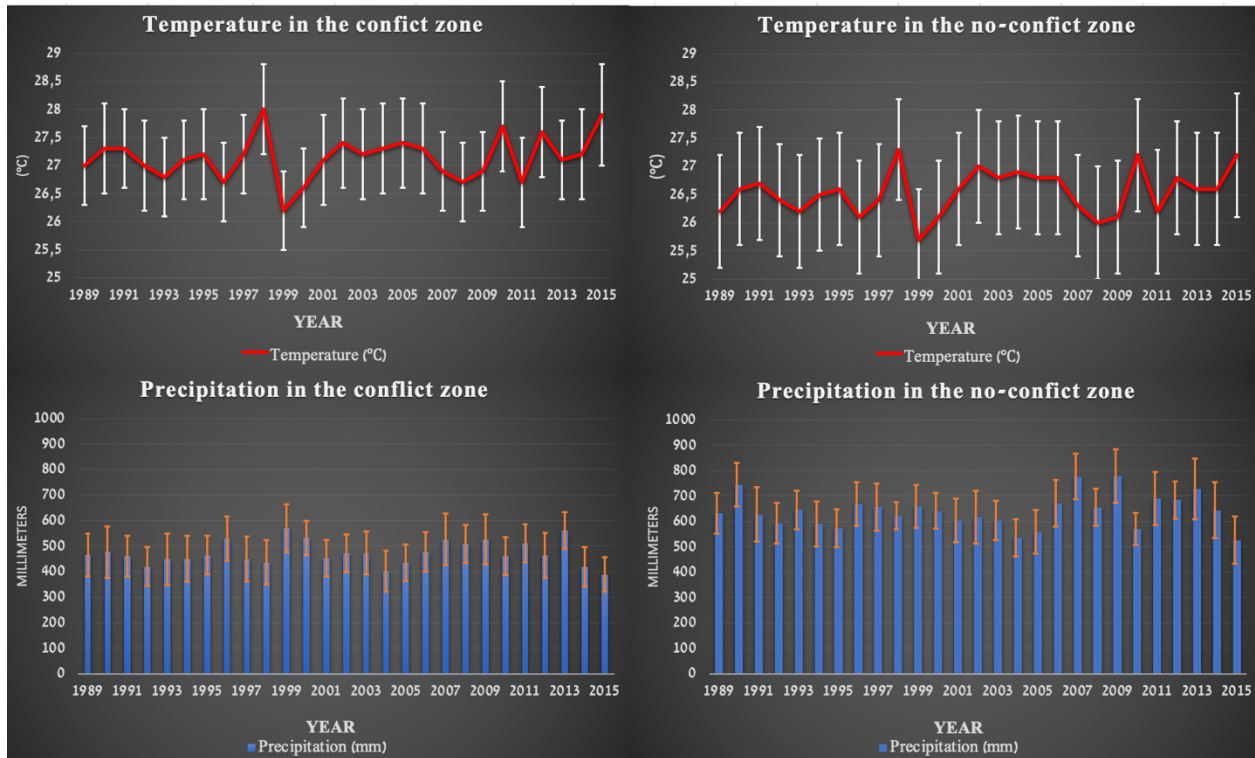 Temperature in the confict zone
29
28,5
28
27,5
27
26,5
26
25,5
25
(°C)
1989 1991 1993 1995 1997 1999 2001 2003 2005 2007 2009 2011 2013 2015
YEAR
Temperature (°C)
Temperature in the no-confict zone
29
28,5
28
27,5
27
26,5
26
25,5
25
(°C)
1989 1991 1993 1995 1997 1999 2001 2003 2005 2007 2009 2011 2013 2015
YEAR
Temperature (°C)
Precipitation in the conflict zone
1000
900
800
700
600
500
400
300
200
100
0
MILLIMETERS
1989 1991 1993 1995 1997 1999 2001 2003 2005 2007 2009 2011 2013 2015
YEAR
Precipitation (mm)
Precipitation in the no-confict zone
1000
900
800
700
600
500
400
300
200
100
0
MILLIMETERS
1989 1991 1993 1995 1997 1999 2001 2003 2005 2007 2009 2011 2013 2015
YEAR
Precipitation (mm)